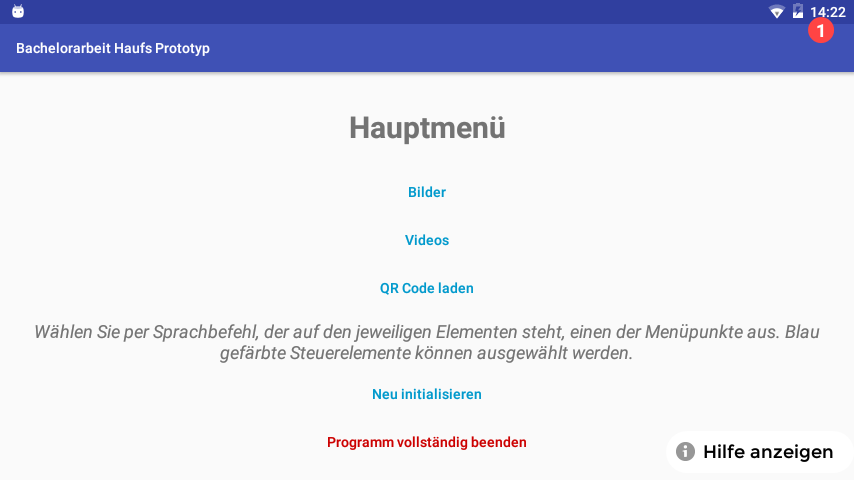 14:22
Bachelorarbeit Haufs Prototyp
1
Hauptmenü
Bilder
Videos
QR Code laden
Wählen Sie per Sprachbefehl, der auf den jeweiligen Elementen steht, einen der Menüpunkte aus. Blau
gefärbte Steuerelemente können ausgewählt werden.
Neu initialisieren
Programm vollständig beenden
Hilfe anzeigen